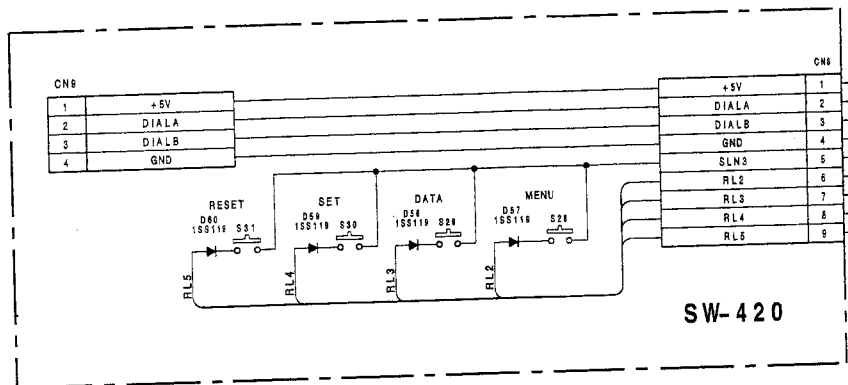 CN9
1 +5V
2 DIALA
3 DIALB
4 GND
CN8
+5V 1
DIALA 2
DIALB 3
GND 4
SLN3 5
RL2 6
RL3 7
RL4 8
RL5 9
RESET
D60
1SS119
S31
RL5
SET
D59
1SS119
S30
RL4
DATA
D58
1SS119
S29
RL3
MENU
D57
1SS119
S28
RL2
SW-420